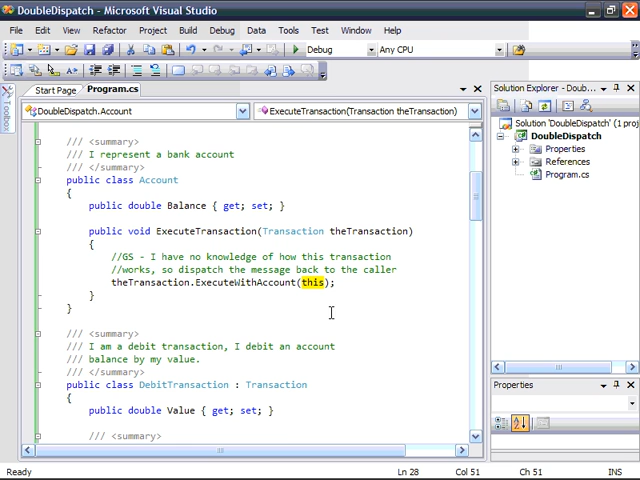 DoubleDispatch - Microsoft Visual Studio
File Edit View Refactor Project Build Debug Data Tools Test Window Help
Debug Any CPU
Start Page Program.cs
Toolbox
DoubleDispatch.Account ExecuteTransaction(Transaction theTransaction)
/// <summary>
/// I represent a bank account
/// </summary>
public class Account
{
public double Balance { get; set; }
public void ExecuteTransaction(Transaction theTransaction)
{
//GS - I have no knowledge of how this transaction
//works, so dispatch the message back to the caller
theTransaction.ExecuteWithAccount(this);
}
}
/// <summary>
/// I am a debit transaction, I debit an account
/// balance by my value.
/// </summary>
public class DebitTransaction : Transaction
{
public double Value { get; set; }
/// <summary>
Solution Explorer - Doub...
Solution 'DoubleDispatch' (1 proj
DoubleDispatch
Properties
References
Program.cs
Properties
Ready Ln 28 Col 51 Ch 51 INS